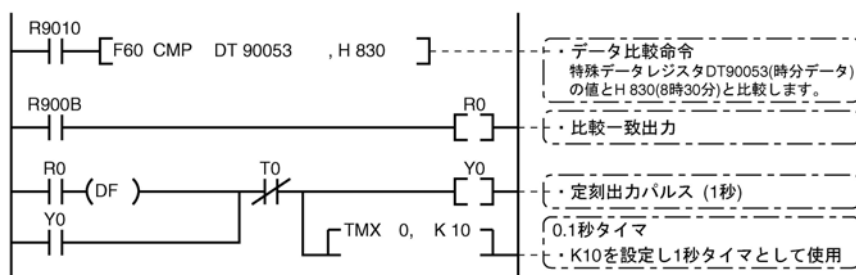 R9010
F60 CMP DT 90053 , H 830
・データ比較命令
特殊データレジスタDT90053(時分データ)
の値とH 830(8時30分)と比較します。
R900B
R0
・比較一致出力
R0
(DF )
T0
Y0
・定刻出力パルス (1秒)
Y0
TMX 0, K 10
0.1秒タイマ
・K10を設定し1秒タイマとして使用